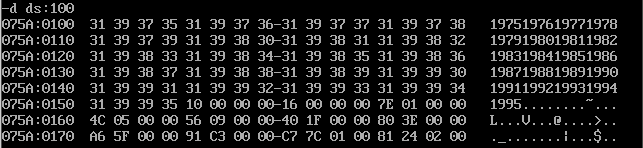 -d ds:100
075A:0100  31 39 37 35 31 39 37 36-31 39 37 37 31 39 37 38   1975197619771978
075A:0110  31 39 37 39 31 39 38 30-31 39 38 31 31 39 38 32   1979198019811982
075A:0120  31 39 38 33 31 39 38 34-31 39 38 35 31 39 38 36   1983198419851986
075A:0130  31 39 38 37 31 39 38 38-31 39 38 39 31 39 39 30   1987198819891990
075A:0140  31 39 39 31 31 39 39 32-31 39 39 33 31 39 39 34   1991199219931994
075A:0150  31 39 39 35 10 00 00 00-16 00 00 00 7E 01 00 00   1995........~...
075A:0160  4C 05 00 00 56 09 00 00-40 1F 00 00 80 3E 00 00   L...V...@....>..
075A:0170  A6 5F 00 00 91 C3 00 00-C7 7C 01 00 81 24 02 00   ._.......|...$..